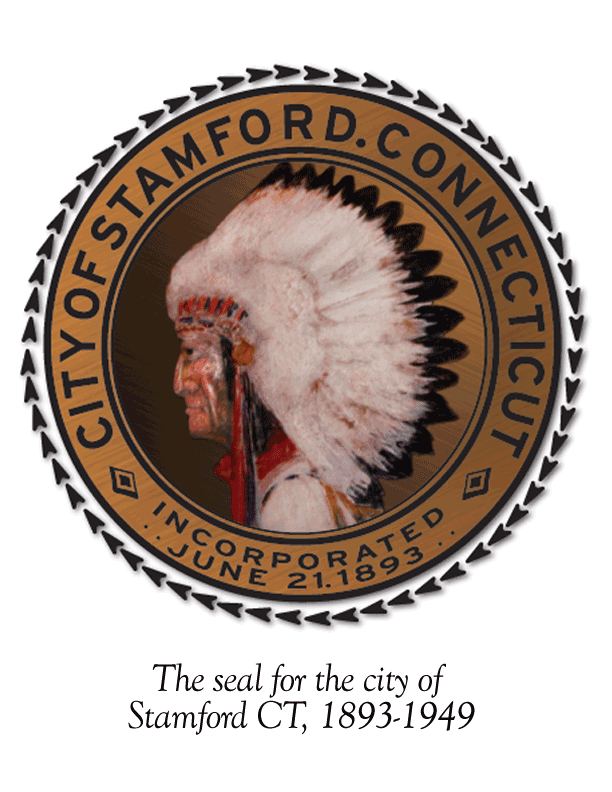 CITY OF STAMFORD. CONNECTICUT
INCORPORATED
.. JUNE 21.1893 ..
The seal for the city of
Stamford CT, 1893-1949